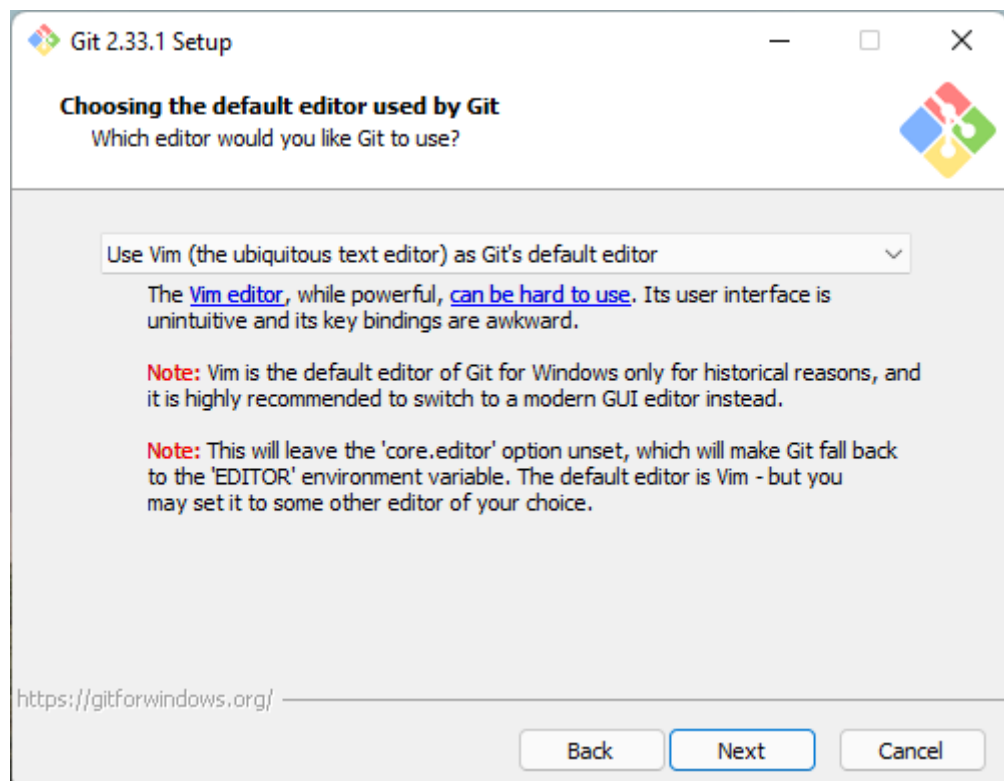 Git 2.33.1 Setup
Choosing the default editor used by Git
Which editor would you like Git to use?
Use Vim (the ubiquitous text editor) as Git's default editor
The Vim editor, while powerful, can be hard to use. Its user interface is
unintuitive and its key bindings are awkward.
Note: Vim is the default editor of Git for Windows only for historical reasons, and
it is highly recommended to switch to a modern GUI editor instead.
Note: This will leave the 'core.editor' option unset, which will make Git fall back
to the 'EDITOR' environment variable. The default editor is Vim - but you
may set it to some other editor of your choice.
https://gitforwindows.org/
Back Next Cancel